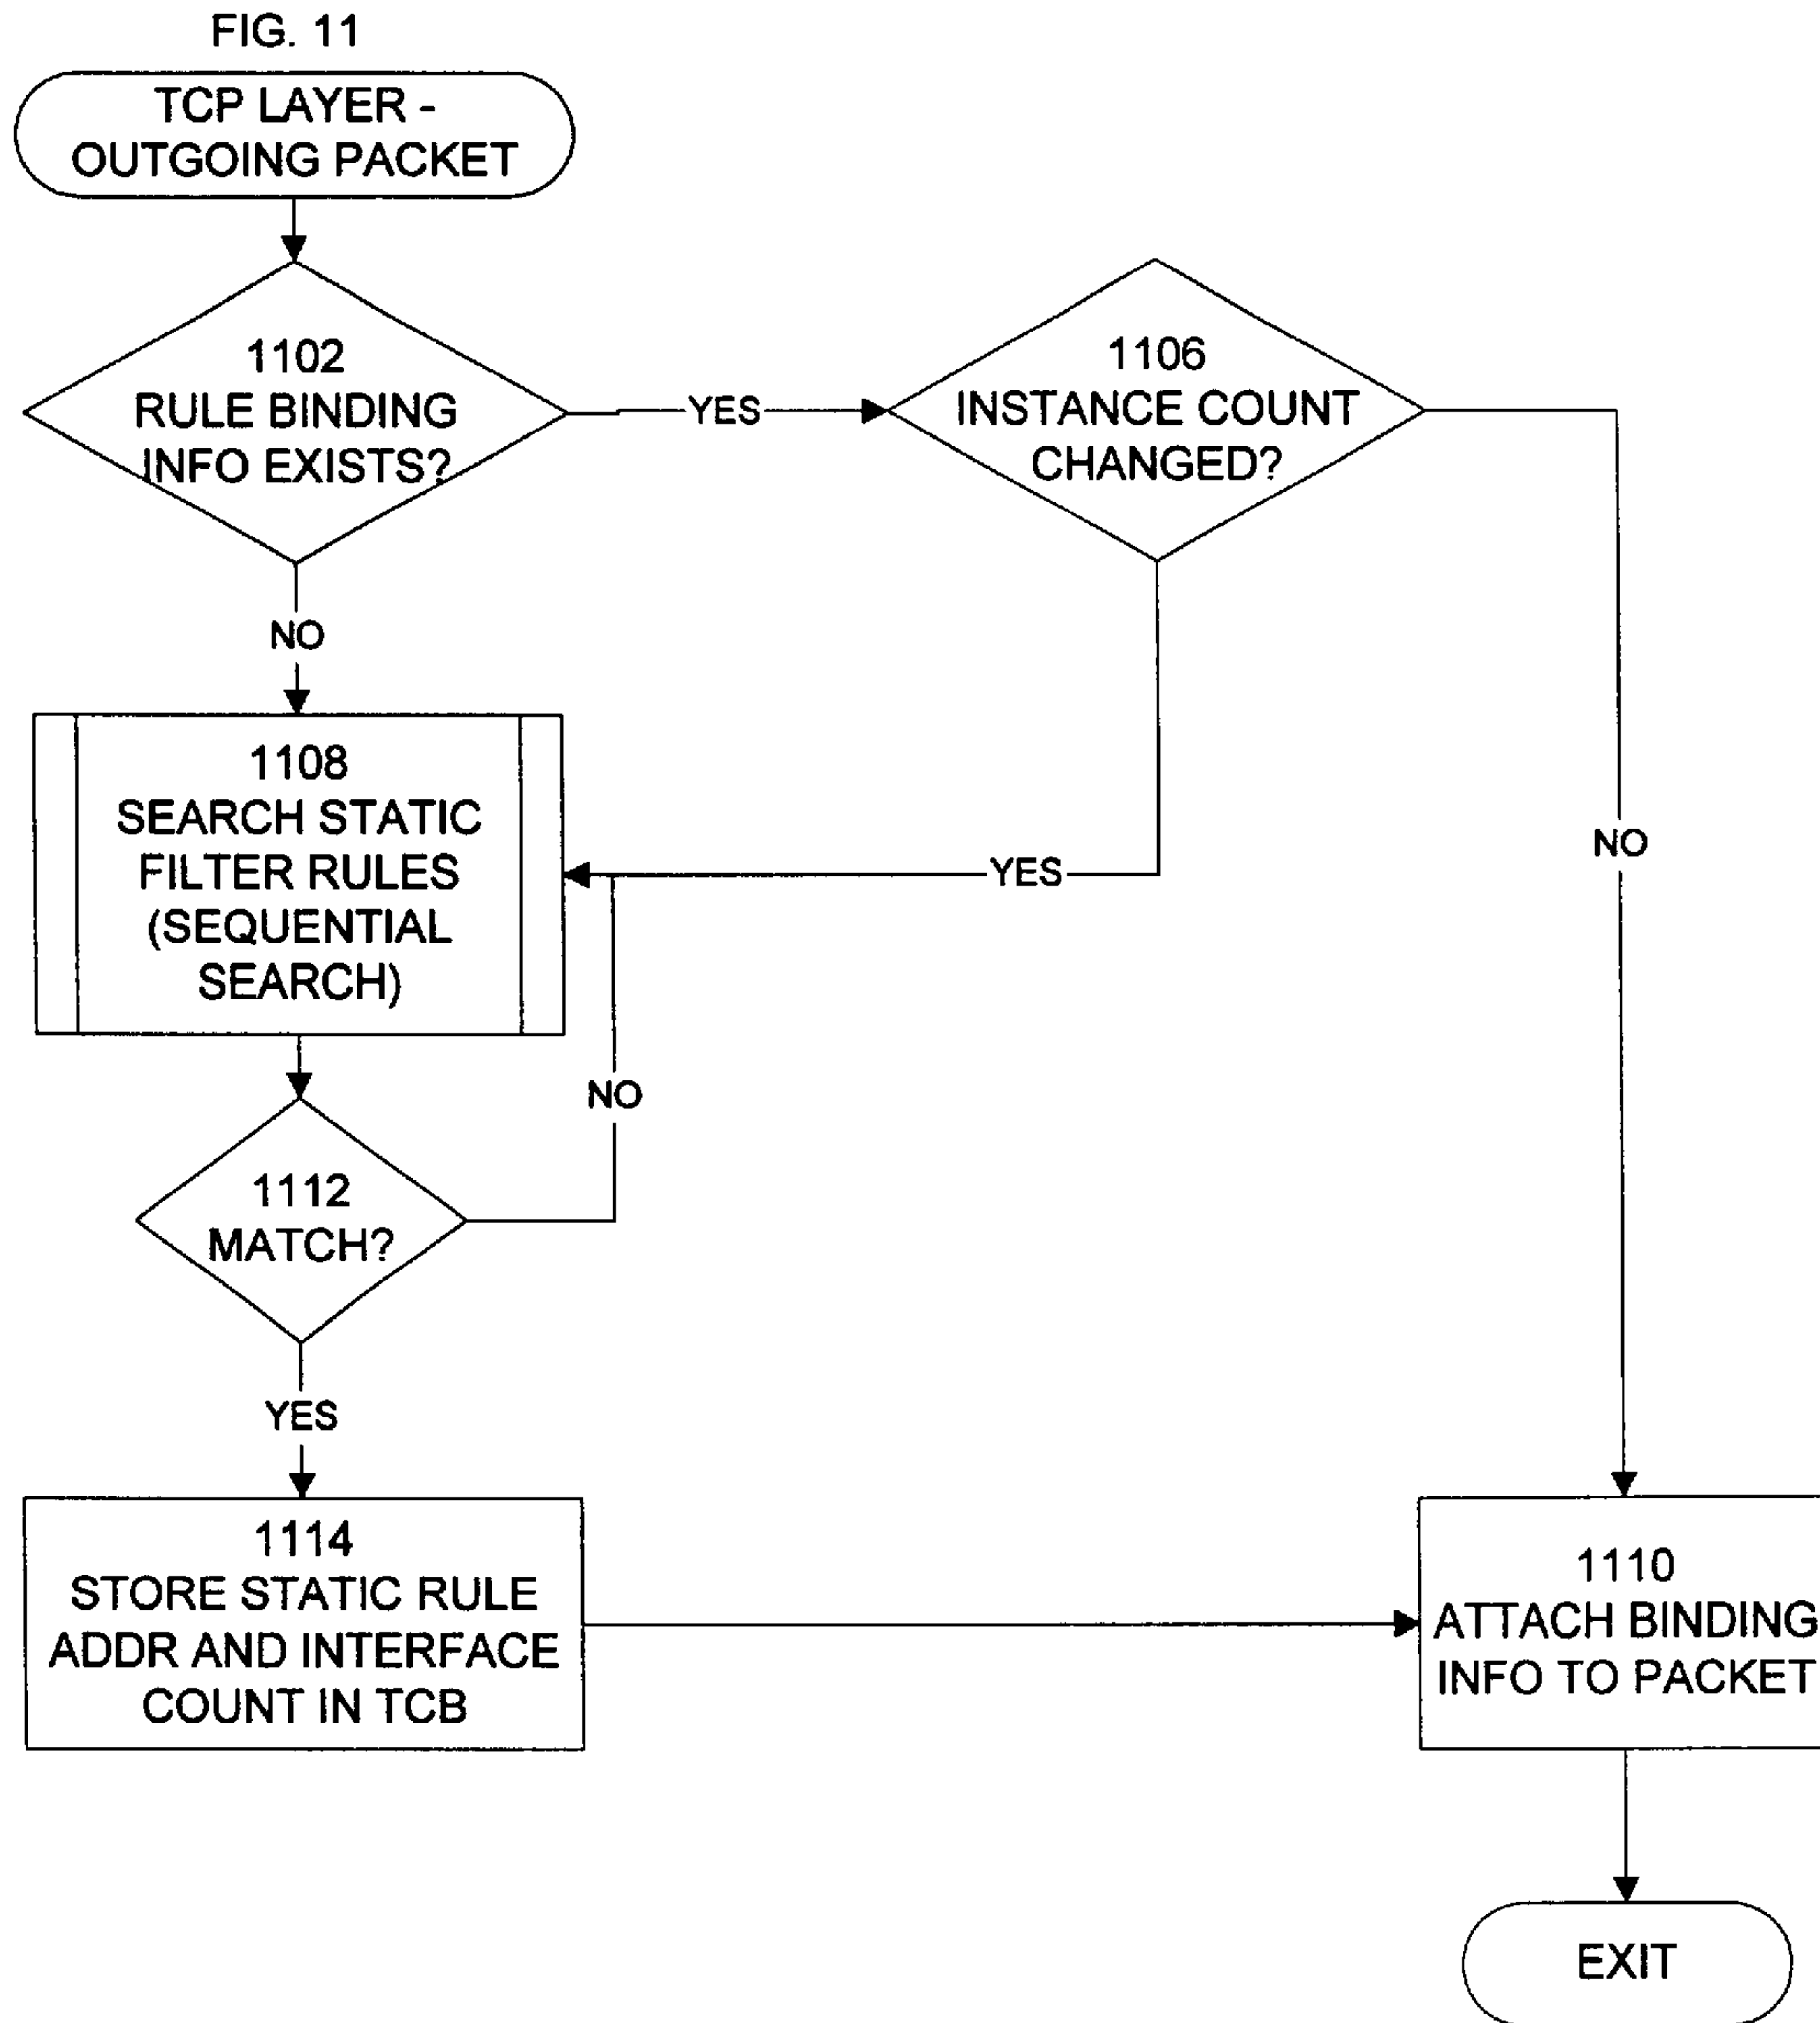 FIG. 11
TCP LAYER -
OUTGOING PACKET
1102
RULE BINDING
INFO EXISTS?
YES
1106
INSTANCE COUNT
CHANGED?
NO
1108
SEARCH STATIC
FILTER RULES
(SEQUENTIAL
SEARCH)
YES
NO
NO
1112
MATCH?
YES
1114
STORE STATIC RULE
ADDR AND INTERFACE
COUNT IN TCB
1110
ATTACH BINDING
INFO TO PACKET
EXIT